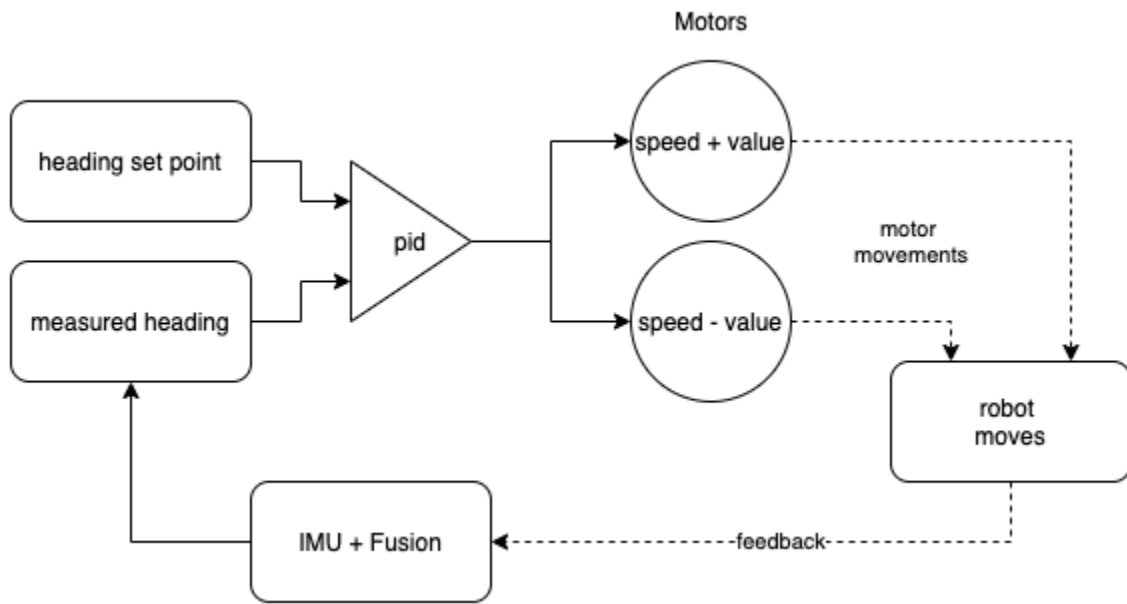 Motors
heading set point
speed + value
pid
motor
movements
measured heading
speed - value
robot
moves
IMU + Fusion
feedback